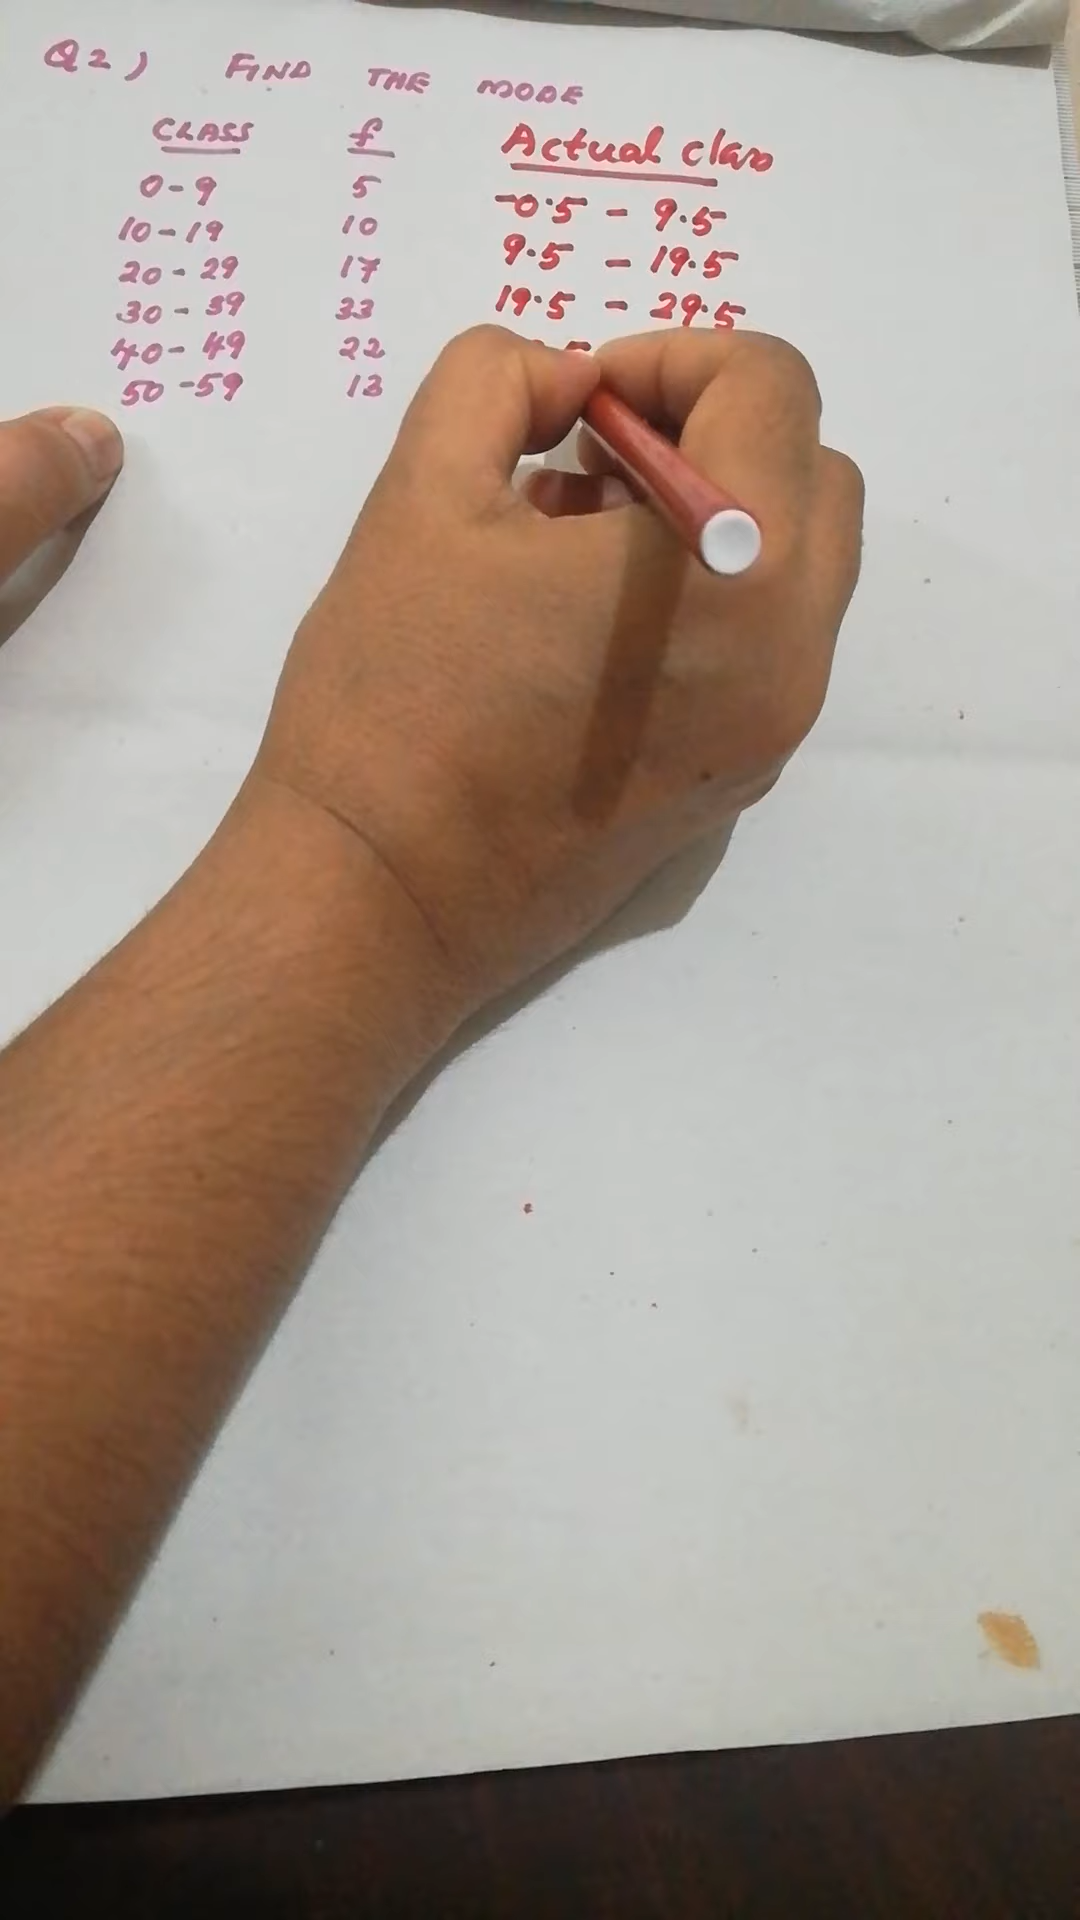 Q2) FIND THE MODE
CLASS f Actual class
0-9 5 -0.5 - 9.5
10-19 10 9.5 - 19.5
20-29 17 19.5 - 29.5
30-39 33
40-49 22
50-59 13